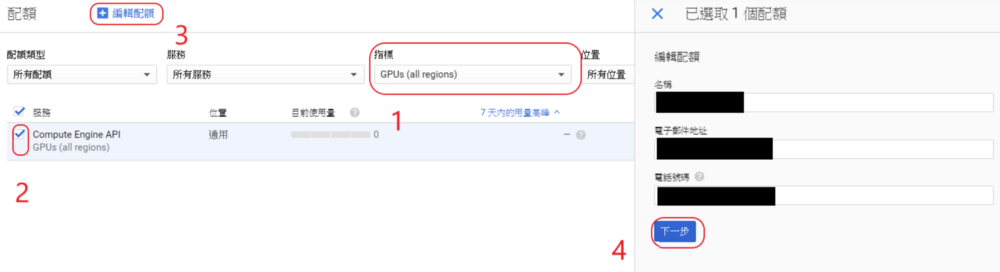 配額
編輯配額
3
配額類型
服務
指標
位置
所有配額
所有服務
GPUs (all regions)
所有位置
服務
位置
目前使用量
1
7 天內的用量高峰
Compute Engine API
GPUs (all regions)
通用
0
–
2
已選取 1 個配額
編輯配額
名稱
電子郵件地址
電話號碼
下一步
4